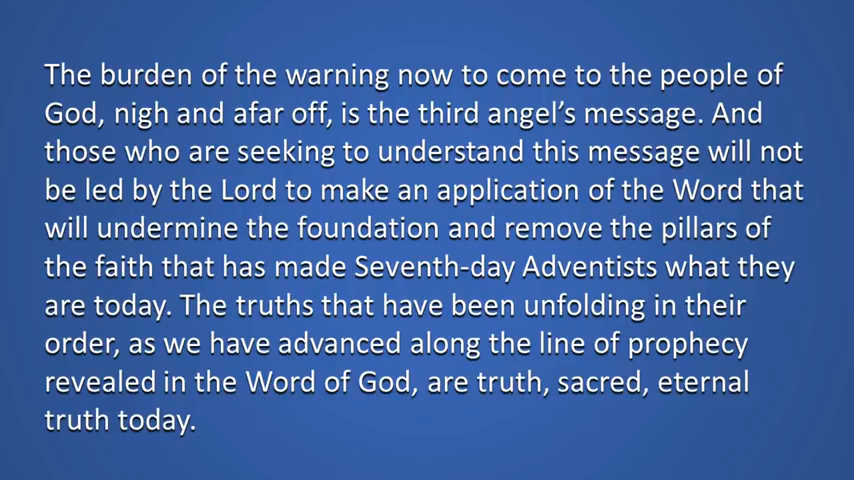 The burden of the warning now to come to the people of
God, nigh and afar off, is the third angel’s message. And
those who are seeking to understand this message will not
be led by the Lord to make an application of the Word that
will undermine the foundation and remove the pillars of
the faith that has made Seventh-day Adventists what they
are today. The truths that have been unfolding in their
order, as we have advanced along the line of prophecy
revealed in the Word of God, are truth, sacred, eternal
truth today.